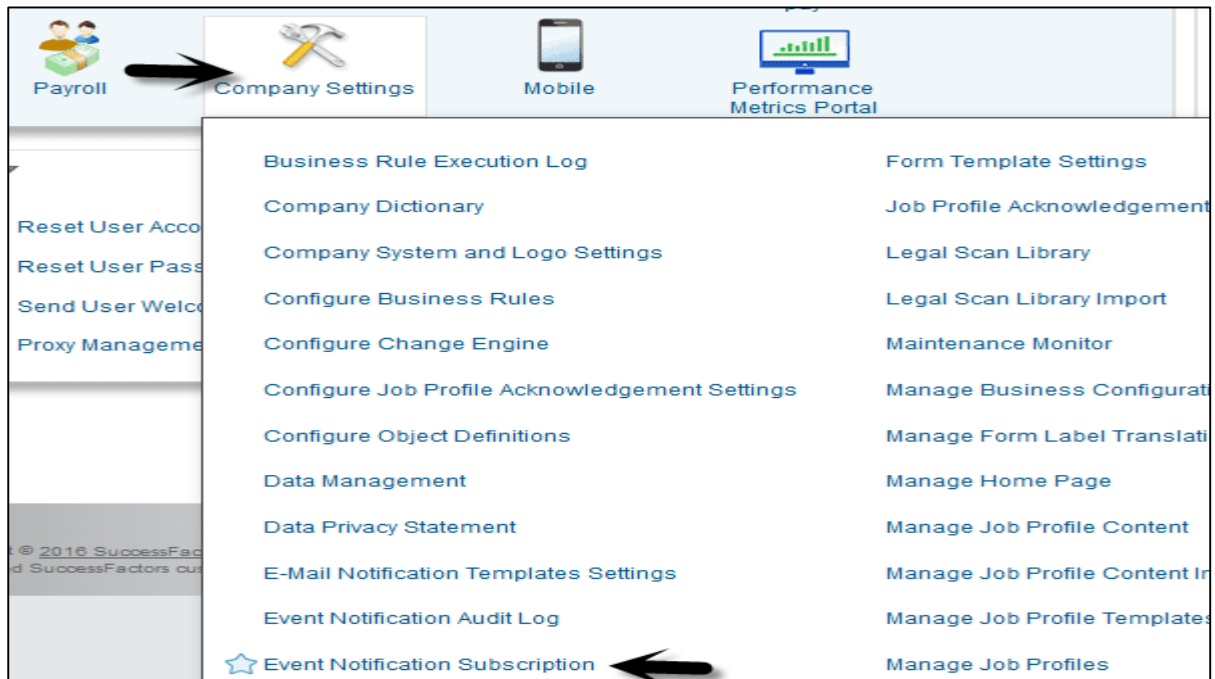 Payroll
Company Settings
Mobile
Performance
Metrics Portal
Reset User Acco
Reset User Pass
Send User Welco
Proxy Manageme
Business Rule Execution Log
Company Dictionary
Company System and Logo Settings
Configure Business Rules
Configure Change Engine
Configure Job Profile Acknowledgement Settings
Configure Object Definitions
Data Management
Data Privacy Statement
E-Mail Notification Templates Settings
Event Notification Audit Log
Event Notification Subscription
Form Template Settings
Job Profile Acknowledgement
Legal Scan Library
Legal Scan Library Import
Maintenance Monitor
Manage Business Configurati
Manage Form Label Translati
Manage Home Page
Manage Job Profile Content
Manage Job Profile Content In
Manage Job Profile Templates
Manage Job Profiles
t © 2016 SuccessFac
d SuccessFactors cus